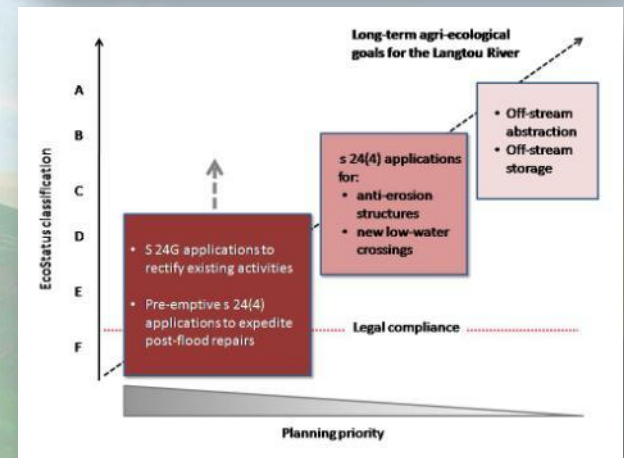 Long-term agri-ecological
goals for the Langtou River
EcoStatus classification
A
B
C
D
E
F
• Off-stream
abstraction
• Off-stream
storage
s 24(4) applications
for:
• anti-erosion
structures
• new low-water
crossings
• S 24G applications to
rectify existing activities
• Pre-emptive s 24(4)
applications to expedite
post-flood repairs
Legal compliance
Planning priority